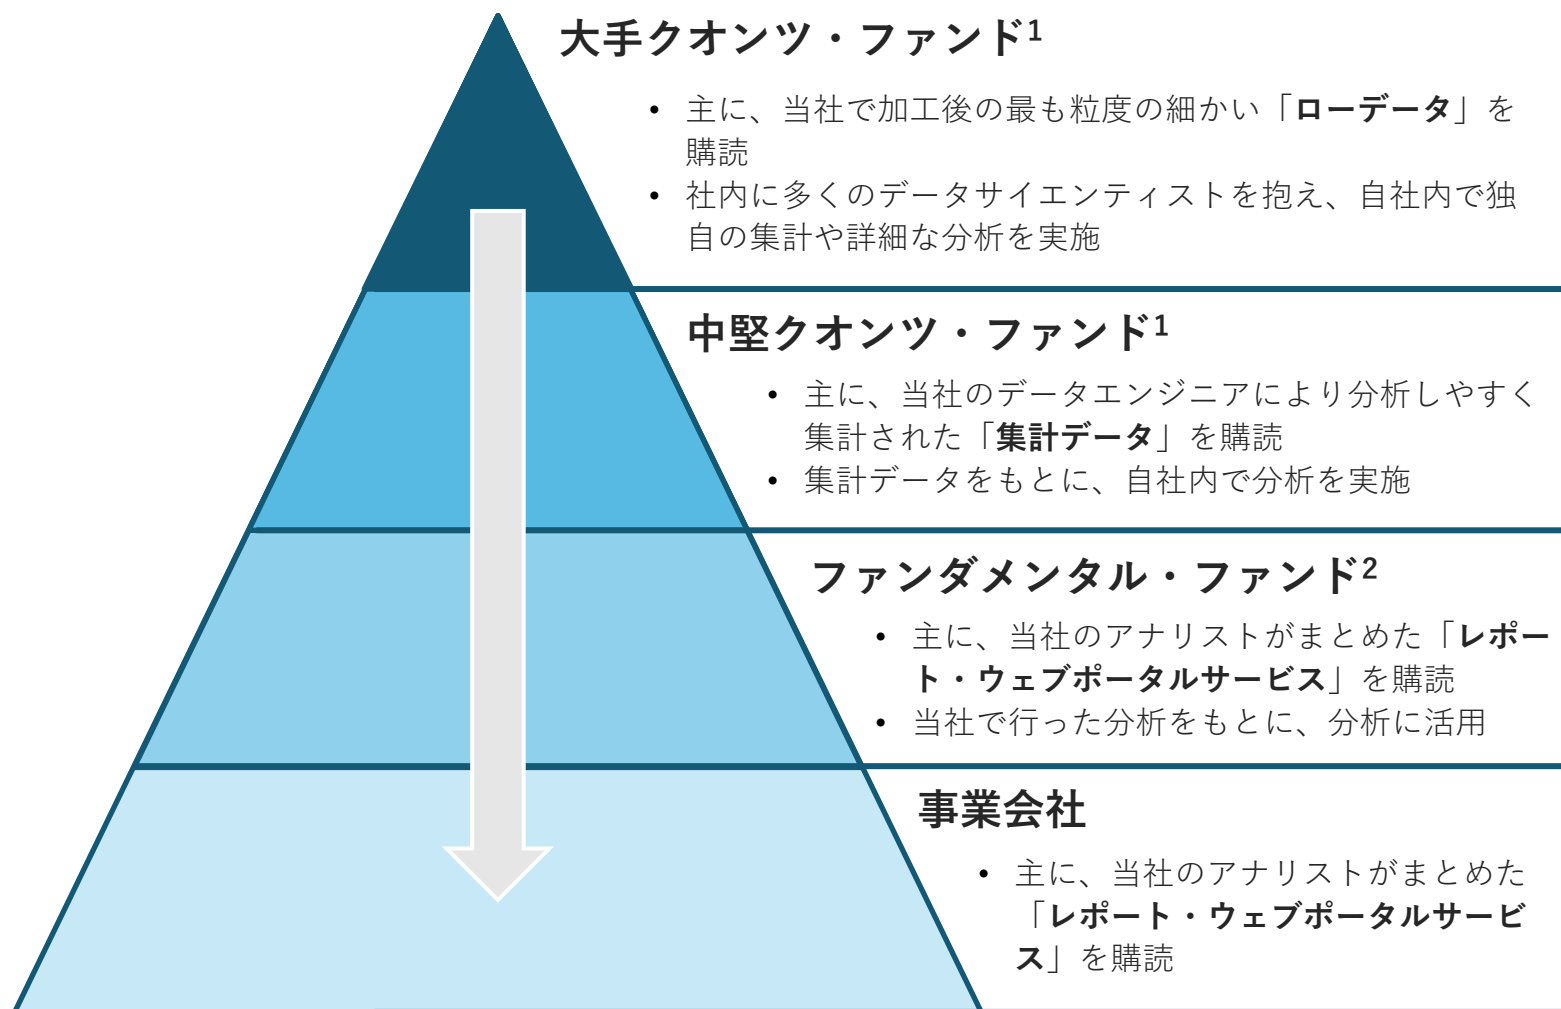 大手クオンツ・ファンド1
• 主に、当社で加工後の最も粒度の細かい「ローデータ」を
購読
• 社内に多くのデータサイエンティストを抱え、自社内で独
自の集計や詳細な分析を実施
中堅クオンツ・ファンド1
• 主に、当社のデータエンジニアにより分析しやすく
集計された「集計データ」を購読
• 集計データをもとに、自社内で分析を実施
ファンダメンタル・ファンド2
• 主に、当社のアナリストがまとめた「レポー
ト・ウェブポータルサービス」を購読
• 当社で行った分析をもとに、分析に活用
事業会社
• 主に、当社のアナリストがまとめた
「レポート・ウェブポータルサービ
ス」を購読